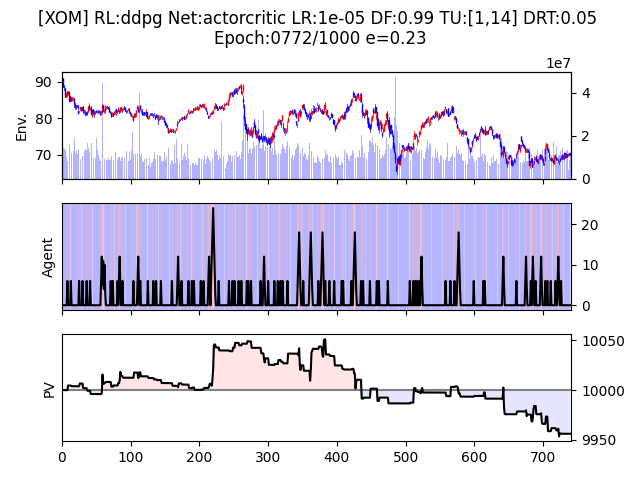 [XOM] RL:ddpg Net:actorcritic LR:1e-05 DF:0.99 TU:[1,14] DRT:0.05
Epoch:0772/1000 e=0.23
1e7
90
80
70
Env.
4
2
0
Agent
20
10
0
PV
10050
10000
9950
0 100 200 300 400 500 600 700